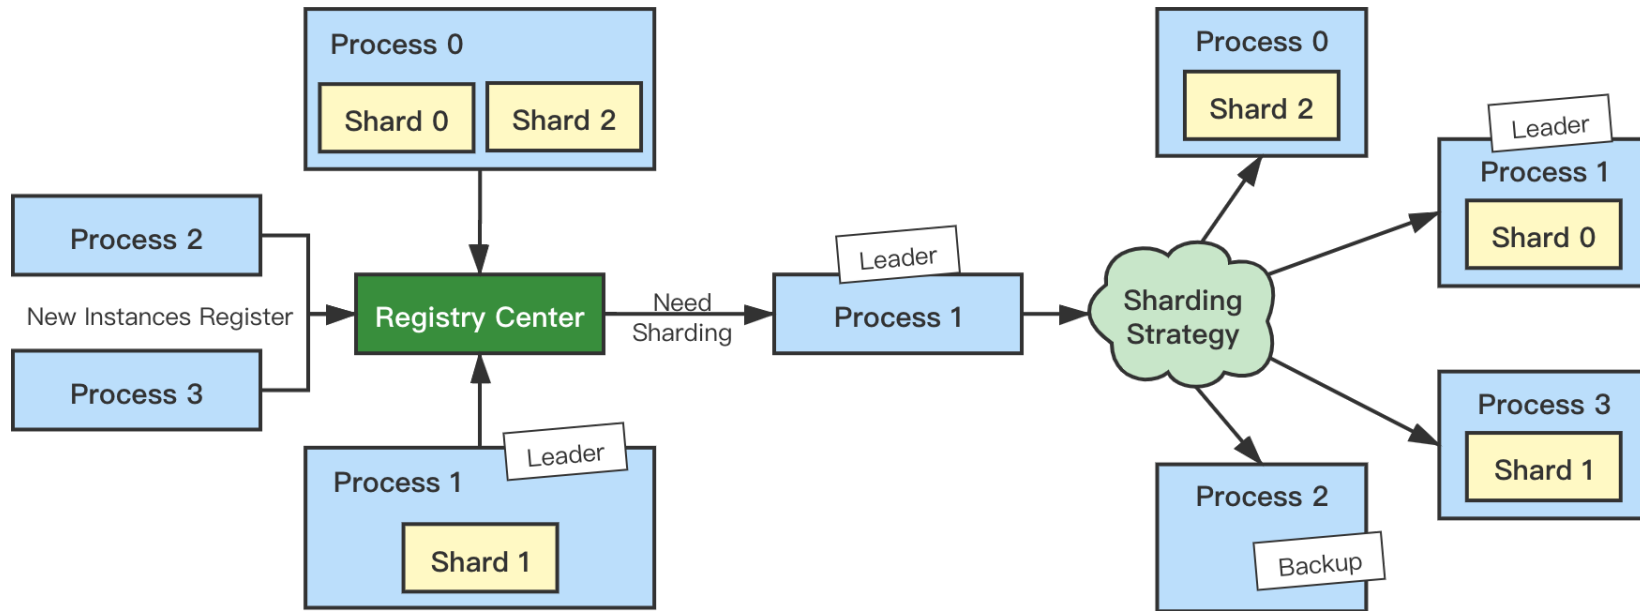 Process 0
Shard 0
Shard 2
Process 2
New Instances Register
Process 3
Registry Center
Leader
Process 1
Shard 1
Need
Sharding
Leader
Process 1
Sharding
Strategy
Process 0
Shard 2
Leader
Process 1
Shard 0
Process 3
Shard 1
Process 2
Backup